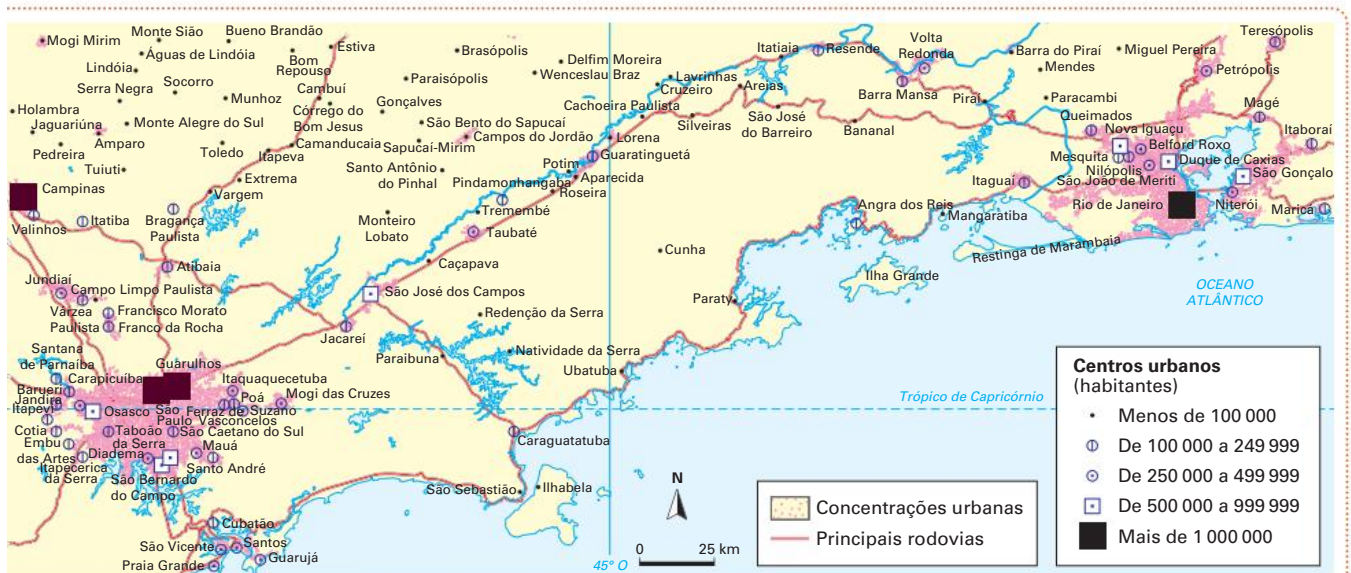 Mogi Mirim
Monte Sião
Bueno Brandão
Águas de Lindóia
Lindóia
Bom
Repouso
Estiva
Brasópolis
Delfim Moreira
Wenceslau Braz
Itatiaia
Resende
Volta
Redonda
Barra do Piraí
Mendes
Miguel Pereira
Teresópolis
Petrópolis
Socorro
Serra Negra
Munhoz
Cambuí
Córrego do
Bom Jesus
Paraisópolis
Gonçalves
Lavrinhas
Cruzeiro
Cachoeira Paulista
Areias
Barra Mansa
Piraí
Paracambi
Magé
Holambra
Jaguariúna
Monte Alegre do Sul
Amparo
Pedreira
Tuiuti
Toledo
Itapeva
Camanducaia
São Bento do Sapucaí
Sapucaí-Mirim
Campos do Jordão
Lorena
Silveiras
São José
do Barreiro
Bananal
Queimados
Nova Iguaçu
Belford Roxo
Mesquita
Nilópolis
Duque de Caxias
São João de Meriti
São Gonçalo
Itaboraí
Campinas
Valinhos
Itatiba
Bragança
Paulista
Extrema
Vargem
Santo Antônio
do Pinhal
Monteiro
Lobato
Potim
Guaratinguetá
Aparecida
Pindamonhangaba
Roseira
Tremembé
Taubaté
Caçapava
Cunha
Angra dos Reis
Mangaratiba
Itaguaí
Rio de Janeiro
Niterói
Maricá
Restinga de Marambaia
Ilha Grande
OCEANO
ATLÂNTICO
Atibaia
Jundiaí
Campo Limpo Paulista
Várzea
Paulista
Francisco Morato
Franco da Rocha
São José dos Campos
Jacareí
Redenção da Serra
Paraibuna
Natividade da Serra
Ubatuba
Paraty
Santana
de Parnaíba
Carapicuíba
Barueri
Jandira
Itapevi
Cotia
Embu
das Artes
Itapecerica
da Serra
Guarulhos
Itaquaquecetuba
Poá
Mogi das Cruzes
Osasco
São
Paulo
Ferraz de
Vasconcelos
Suzano
Taboão
da Serra
São Caetano do Sul
Diadema
Mauá
Santo André
São Bernardo
do Campo
Caraguatatuba
São Sebastião
Ilhabela
Cubatão
São Vicente
Santos
Praia Grande
Guarujá
Trópico de Capricórnio
45° O
N
0 25 km
Concentrações urbanas
Principais rodovias
Centros urbanos
(habitantes)
Menos de 100 000
De 100 000 a 249 999
De 250 000 a 499 999
De 500 000 a 999 999
Mais de 1 000 000